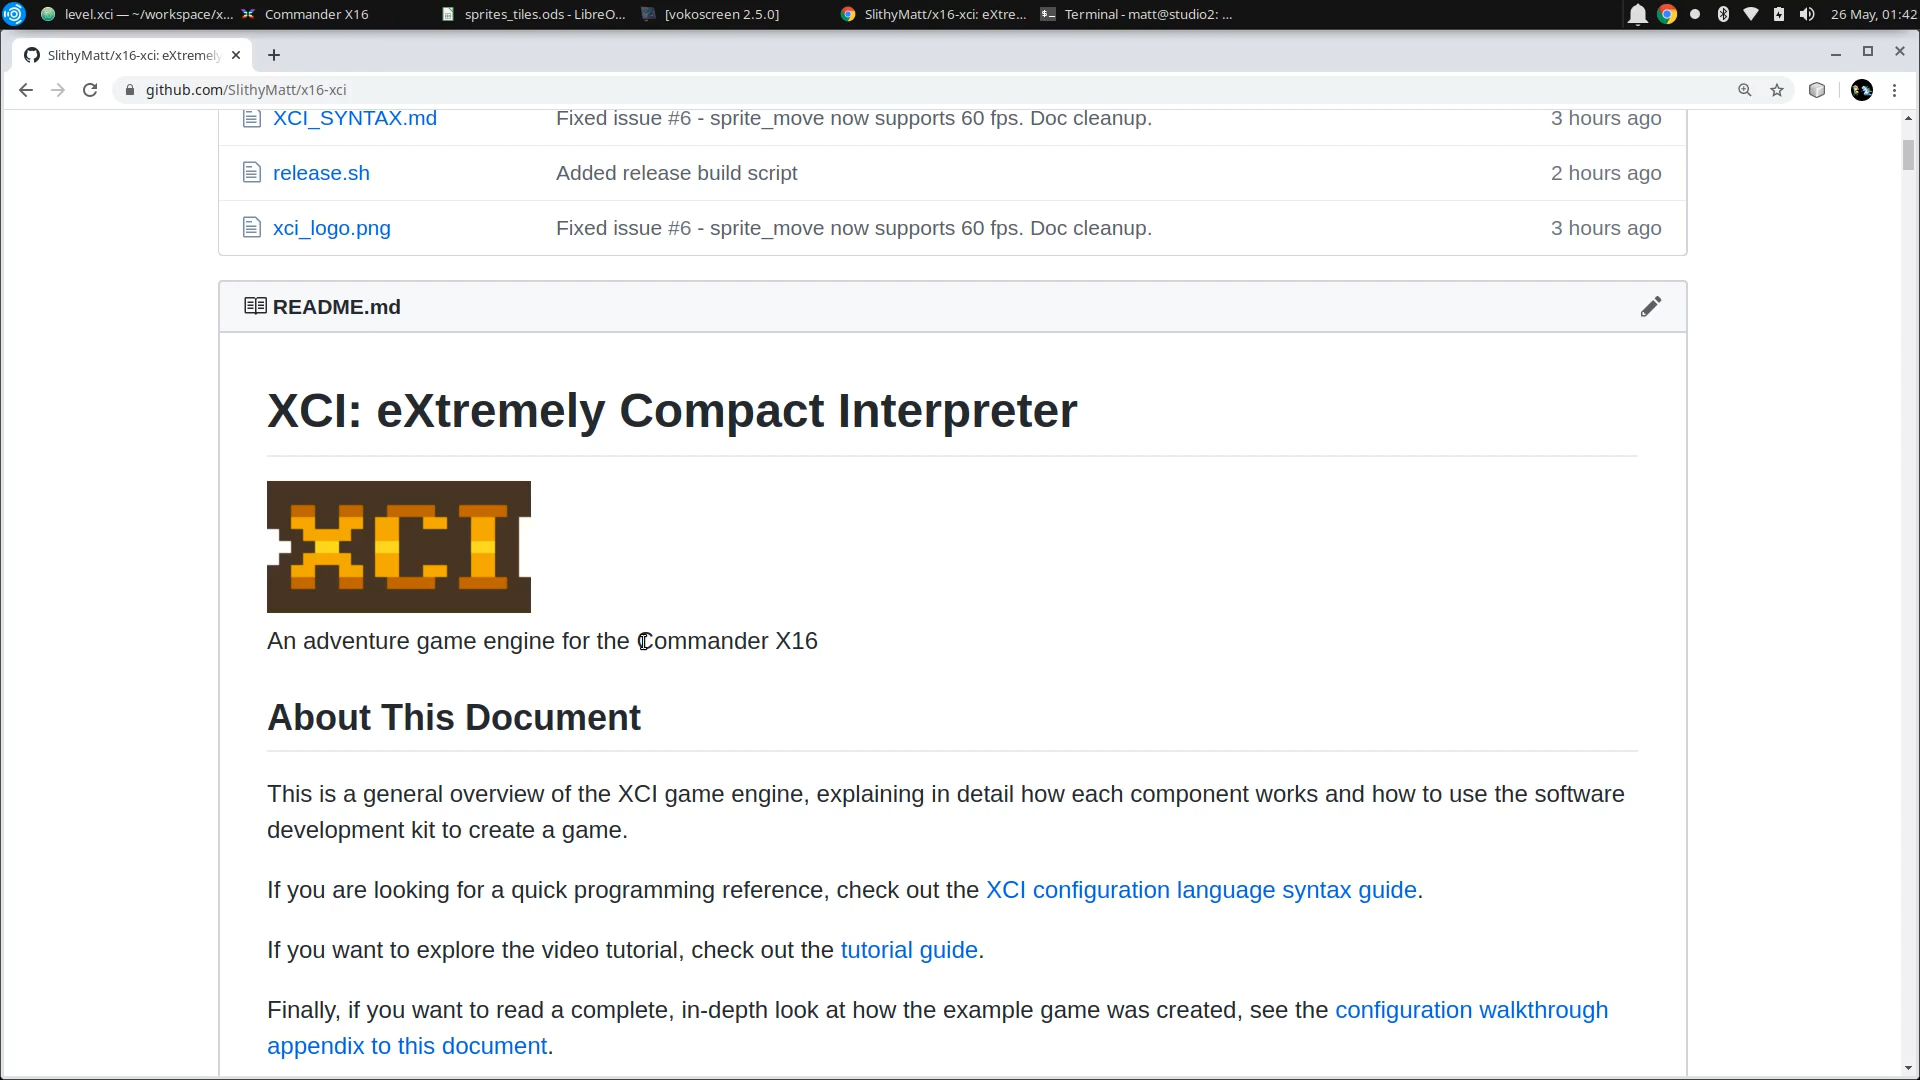 level.xci — ~/workspace/x...
Commander X16
sprites_tiles.ods - LibreO...
[vokoscreen 2.5.0]
SlithyMatt/x16-xci: eXtre...
Terminal - matt@studio2: ...
26 May, 01:42
SlithyMatt/x16-xci: eXtremely
github.com/SlithyMatt/x16-xci
XCI_SYNTAX.md Fixed issue #6 - sprite_move now supports 60 fps. Doc cleanup. 3 hours ago
release.sh Added release build script 2 hours ago
xci_logo.png Fixed issue #6 - sprite_move now supports 60 fps. Doc cleanup. 3 hours ago
README.md
XCI: eXtremely Compact Interpreter
XCI
An adventure game engine for the Commander X16
About This Document
This is a general overview of the XCI game engine, explaining in detail how each component works and how to use the software
development kit to create a game.
If you are looking for a quick programming reference, check out the XCI configuration language syntax guide.
If you want to explore the video tutorial, check out the tutorial guide.
Finally, if you want to read a complete, in-depth look at how the example game was created, see the configuration walkthrough
appendix to this document.